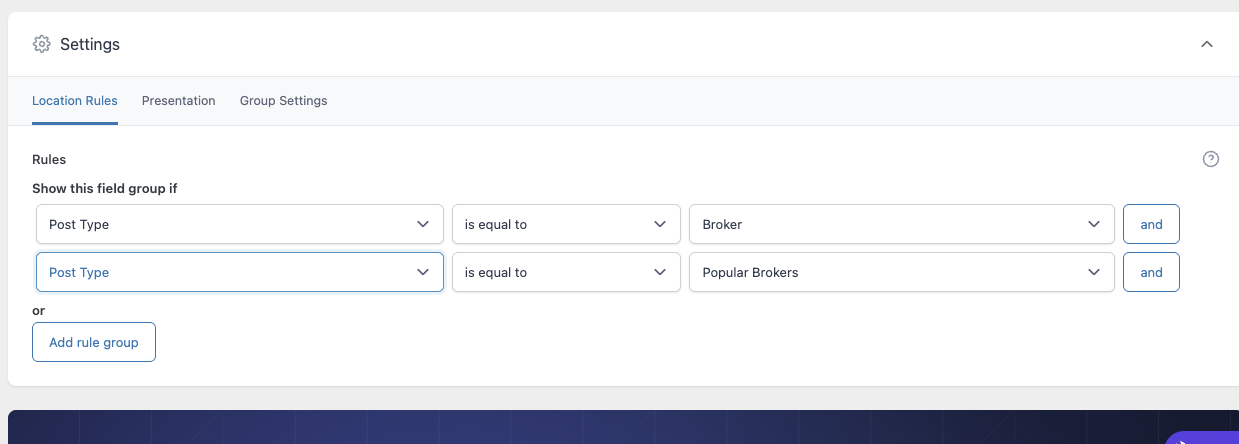 Settings
Location Rules Presentation Group Settings
Rules
Show this field group if
Post Type is equal to Broker and
Post Type is equal to Popular Brokers and
or
Add rule group